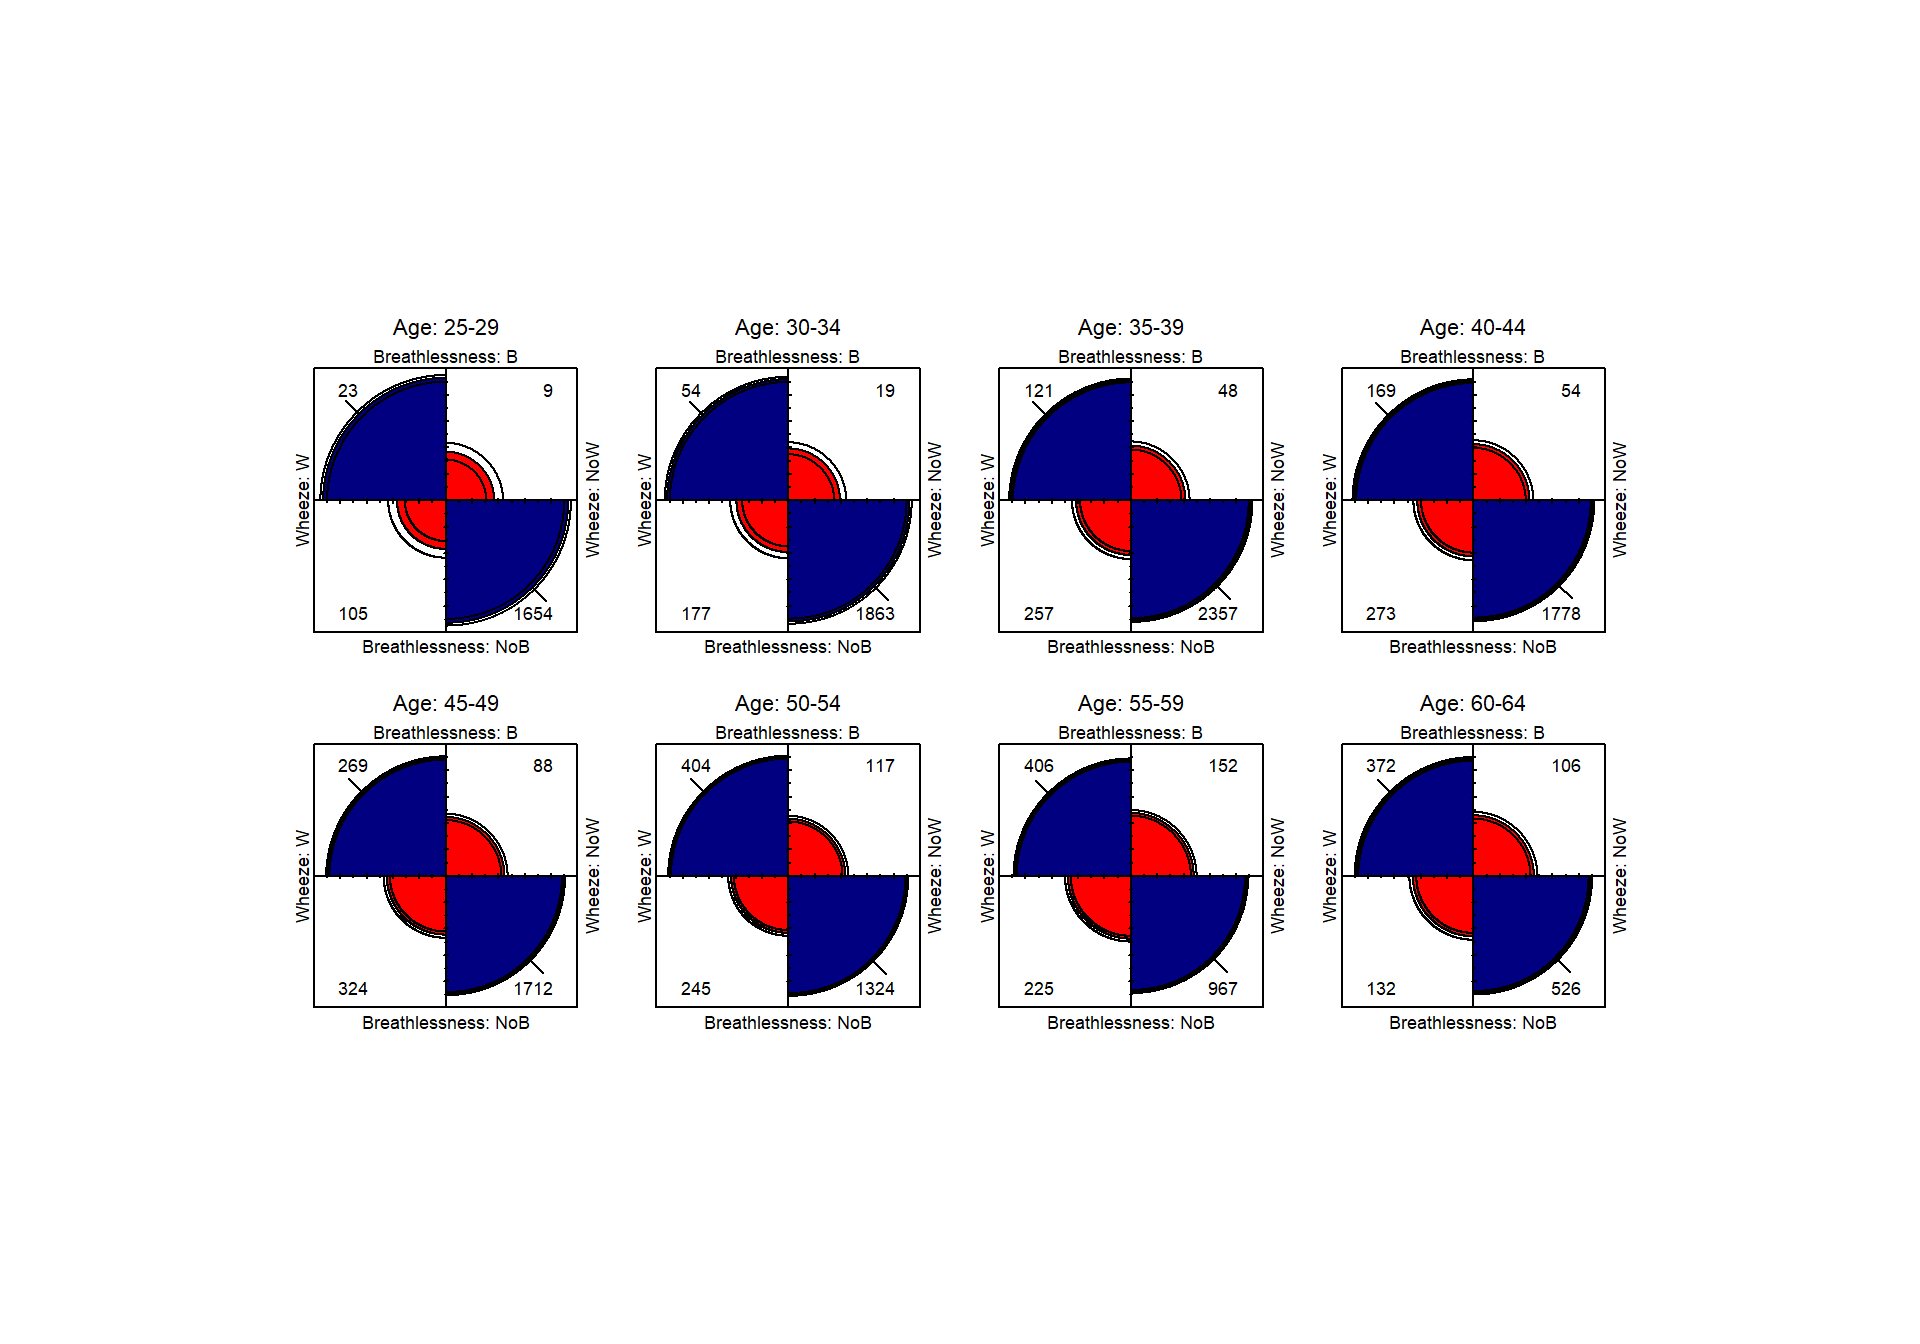 Age: 25-29
Breathlessness: B
23
9
Wheeze: W
Wheeze: NoW
105
1654
Breathlessness: NoB
Age: 30-34
Breathlessness: B
54
19
Wheeze: W
Wheeze: NoW
177
1863
Breathlessness: NoB
Age: 35-39
Breathlessness: B
121
48
Wheeze: W
Wheeze: NoW
257
2357
Breathlessness: NoB
Age: 40-44
Breathlessness: B
169
54
Wheeze: W
Wheeze: NoW
273
1778
Breathlessness: NoB
Age: 45-49
Breathlessness: B
269
88
Wheeze: W
Wheeze: NoW
324
1712
Breathlessness: NoB
Age: 50-54
Breathlessness: B
404
117
Wheeze: W
Wheeze: NoW
245
1324
Breathlessness: NoB
Age: 55-59
Breathlessness: B
406
152
Wheeze: W
Wheeze: NoW
225
967
Breathlessness: NoB
Age: 60-64
Breathlessness: B
372
106
Wheeze: W
Wheeze: NoW
132
526
Breathlessness: NoB